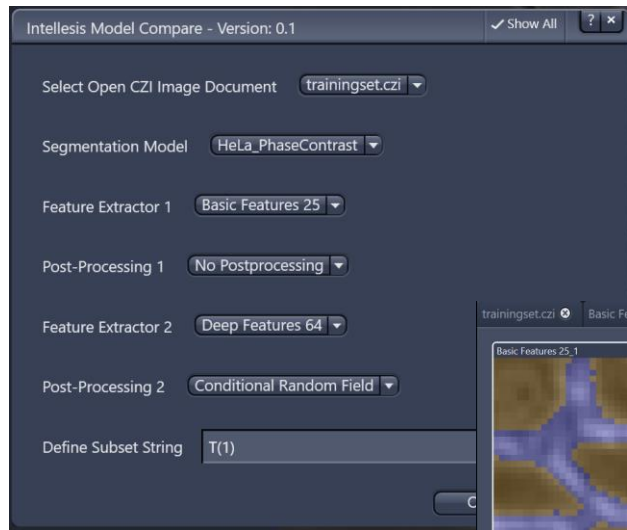 Intellesis Model Compare - Version: 0.1
Show All
? ×
Select Open CZI Image Document trainingset.czi
Segmentation Model HeLa_PhaseContrast
Feature Extractor 1 Basic Features 25
Post-Processing 1 No Postprocessing
Feature Extractor 2 Deep Features 64
trainingset.czi Basic
Basic Features 25_1
Post-Processing 2 Conditional Random Field
Define Subset String T(1)